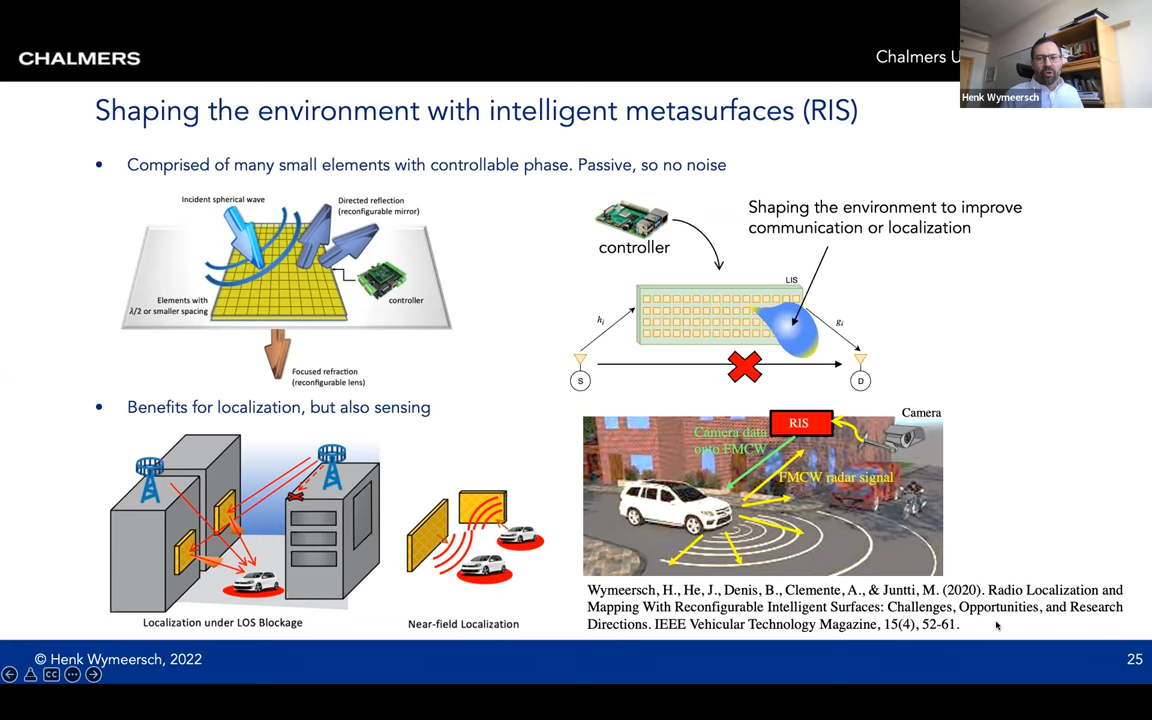 CHALMERS
Chalmers U
Henk Wymeersch
Shaping the environment with intelligent metasurfaces (RIS)
• Comprised of many small elements with controllable phase. Passive, so no noise
Incident spherical wave
Directed reflection
(reconfigurable mirror)
Elements with
λ/2 or smaller spacing
controller
Focused refraction
(reconfigurable lens)
controller
Shaping the environment to improve
communication or localization
LIS
hi
gi
S
D
• Benefits for localization, but also sensing
Localization under LOS Blockage
Near-field Localization
RIS
Camera
Camera data
onto FMCW
FMCW radar signal
Wymeersch, H., He, J., Denis, B., Clemente, A., & Juntti, M. (2020). Radio Localization and
Mapping With Reconfigurable Intelligent Surfaces: Challenges, Opportunities, and Research
Directions. IEEE Vehicular Technology Magazine, 15(4), 52-61.
© Henk Wymeersch, 2022
25
CC